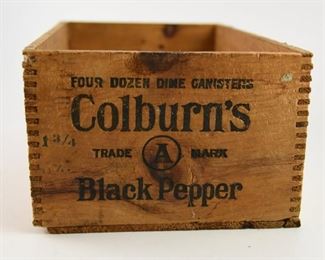 FOUR DOZEN DIME CANISTERS
Colburn's
1 3/4
TRADE A MARK
Black Pepper